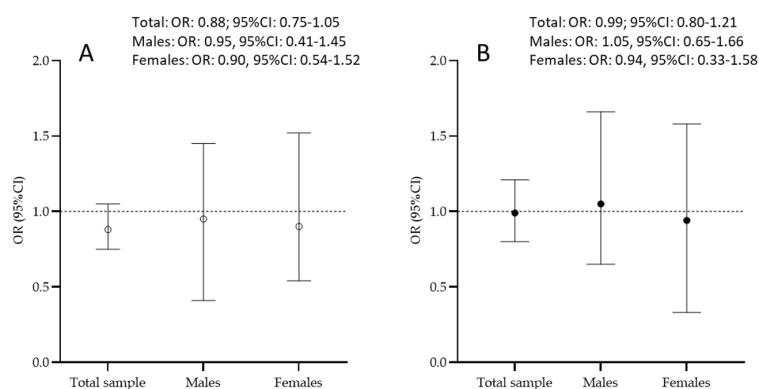 Total: OR: 0.88; 95%CI: 0.75-1.05
Males: OR: 0.95, 95%CI: 0.41-1.45
Females: OR: 0.90, 95%CI: 0.54-1.52
A
2.0
1.5
1.0
0.5
0.0
OR (95%CI)
Total sample Males Females
Total: OR: 0.99; 95%CI: 0.80-1.21
Males: OR: 1.05, 95%CI: 0.65-1.66
Females: OR: 0.94, 95%CI: 0.33-1.58
B
2.0
1.5
1.0
0.5
0.0
OR (95%CI)
Total sample Males Females